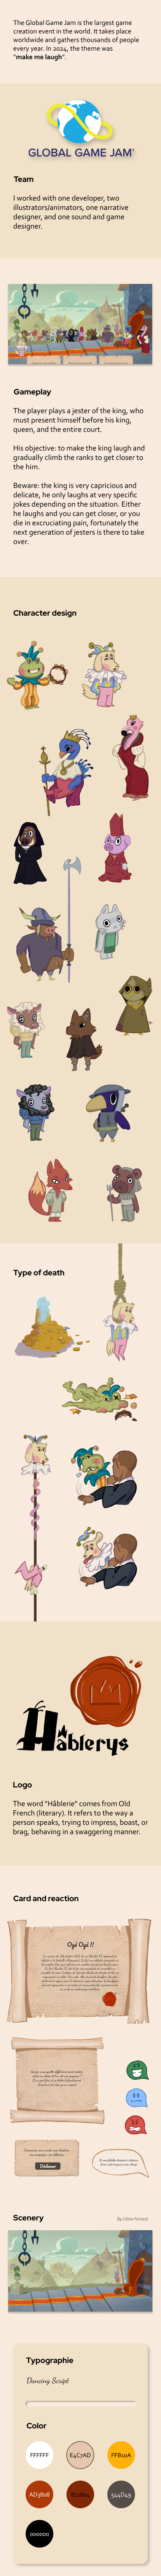 The Global Game Jam is the largest game
creation event in the world. It takes place
worldwide and gathers thousands of people
every year. In 2024, the theme was
"make me laugh".
GLOBAL GAME JAM
Team
I worked with one developer, two
illustrators/animators, one narrative
designer, and one sound and game
designer.
Gameplay
The player plays a jester of the king, who
must present himself before his king,
queen, and the entire court.
His objective: to make the king laugh and
gradually climb the ranks to get closer to
the him.
Beware: the king is very capricious and
delicate, he only laughs at very specific
jokes depending on the situation. Either
he laughs and you can get closer, or you
die in excruciating pain, fortunately the
next generation of jesters is there to take
over.
Character design
Type of death
Hâblerys
Logo
The word "Hâblerie" comes from Old
French (literary). It refers to the way a
person speaks, trying to impress, boast, or
brag, behaving in a swaggering manner.
Card and reaction
Oyé Oyé !!
Déclamer
Scenery
By Céline Ferrand
Typographie
Dancing Script
Color
FFFFFF
E4C7AD
FFB10A
AD3808
544D49
000000